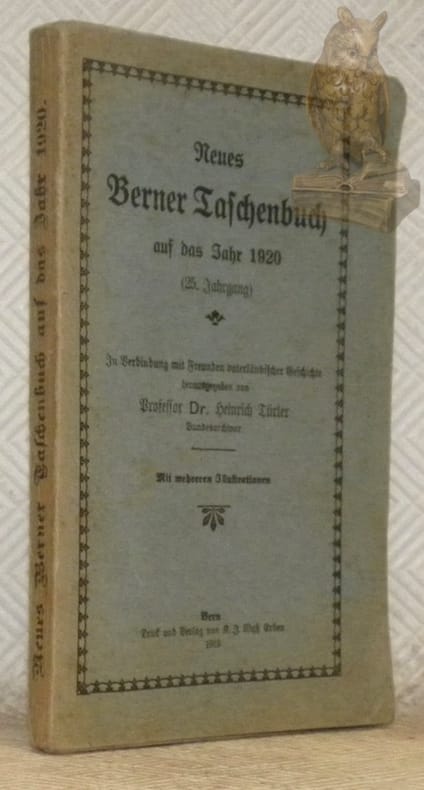 Neues
Berner Taschenbuch
auf das Jahr 1920
(25. Jahrgang)
In Verbindung mit Freunden vaterländischer Geschichte
herausgegeben von
Professor Dr. Heinrich Türler
Bundesarchivar
Mit mehreren Illustrationen
Bern
Druck und Verlag von K. J. Wyß Erben
1919
Neues Berner Taschenbuch auf das Jahr 1920.